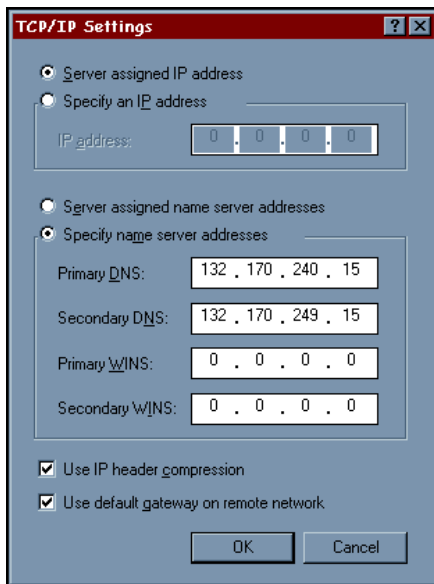 TCP/IP Settings
Server assigned IP address
Specify an IP address
IP address: 0 . 0 . 0 . 0
Server assigned name server addresses
Specify name server addresses
Primary DNS: 132 . 170 . 240 . 15
Secondary DNS: 132 . 170 . 249 . 15
Primary WINS: 0 . 0 . 0 . 0
Secondary WINS: 0 . 0 . 0 . 0
Use IP header compression
Use default gateway on remote network
OK Cancel